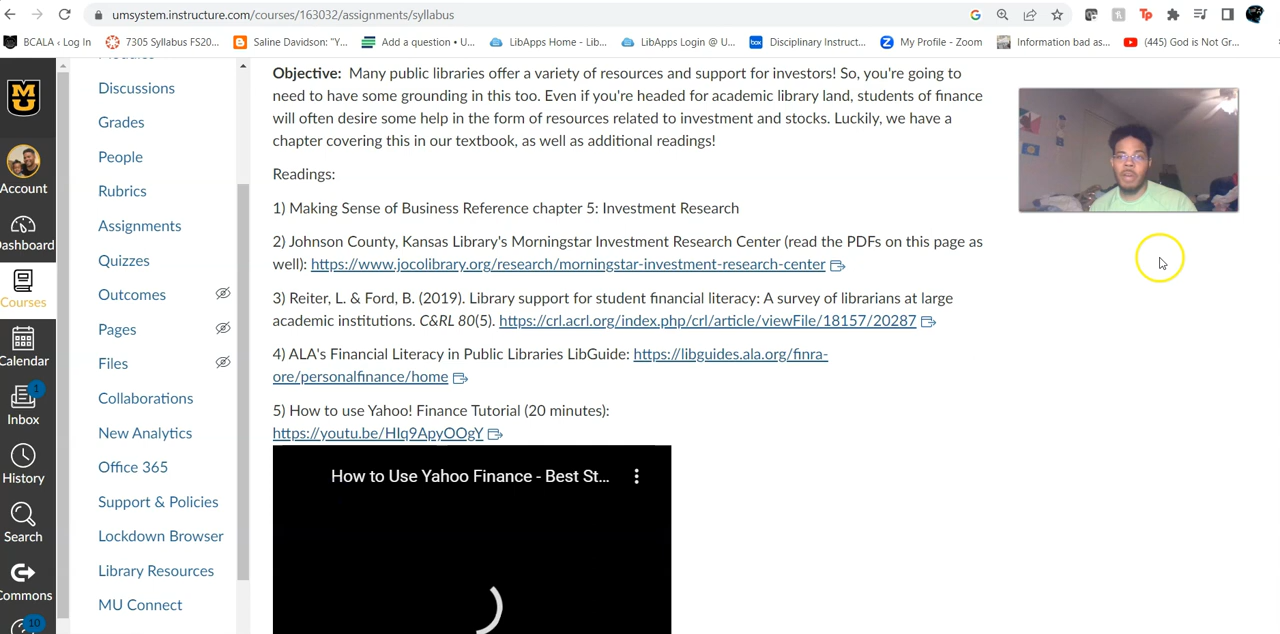 umsystem.instructure.com/courses/163032/assignments/syllabus
BCALA ‹ Log In
7305 Syllabus FS20...
Saline Davidson: "Y...
Add a question • U...
LibApps Home - Lib...
LibApps Login @ U...
box
Disciplinary Instruct...
My Profile - Zoom
Information bad as...
(445) God is Not Gr...
Modules
Discussions
Grades
People
Rubrics
Assignments
Quizzes
Outcomes
Pages
Files
Collaborations
New Analytics
Office 365
Support & Policies
Lockdown Browser
Library Resources
MU Connect
MU
Account
Dashboard
Courses
Calendar
1
Inbox
History
Search
Commons
10
Objective: Many public libraries offer a variety of resources and support for investors! So, you're going to
need to have some grounding in this too. Even if you're headed for academic library land, students of finance
will often desire some help in the form of resources related to investment and stocks. Luckily, we have a
chapter covering this in our textbook, as well as additional readings!
Readings:
1) Making Sense of Business Reference chapter 5: Investment Research
2) Johnson County, Kansas Library's Morningstar Investment Research Center (read the PDFs on this page as
well): https://www.jocolibrary.org/research/morningstar-investment-research-center
3) Reiter, L. & Ford, B. (2019). Library support for student financial literacy: A survey of librarians at large
academic institutions. C&RL 80(5). https://crl.acrl.org/index.php/crl/article/viewFile/18157/20287
4) ALA's Financial Literacy in Public Libraries LibGuide: https://libguides.ala.org/finra-
ore/personalfinance/home
5) How to use Yahoo! Finance Tutorial (20 minutes):
https://youtu.be/HIq9ApyOOgY
How to Use Yahoo Finance - Best St...